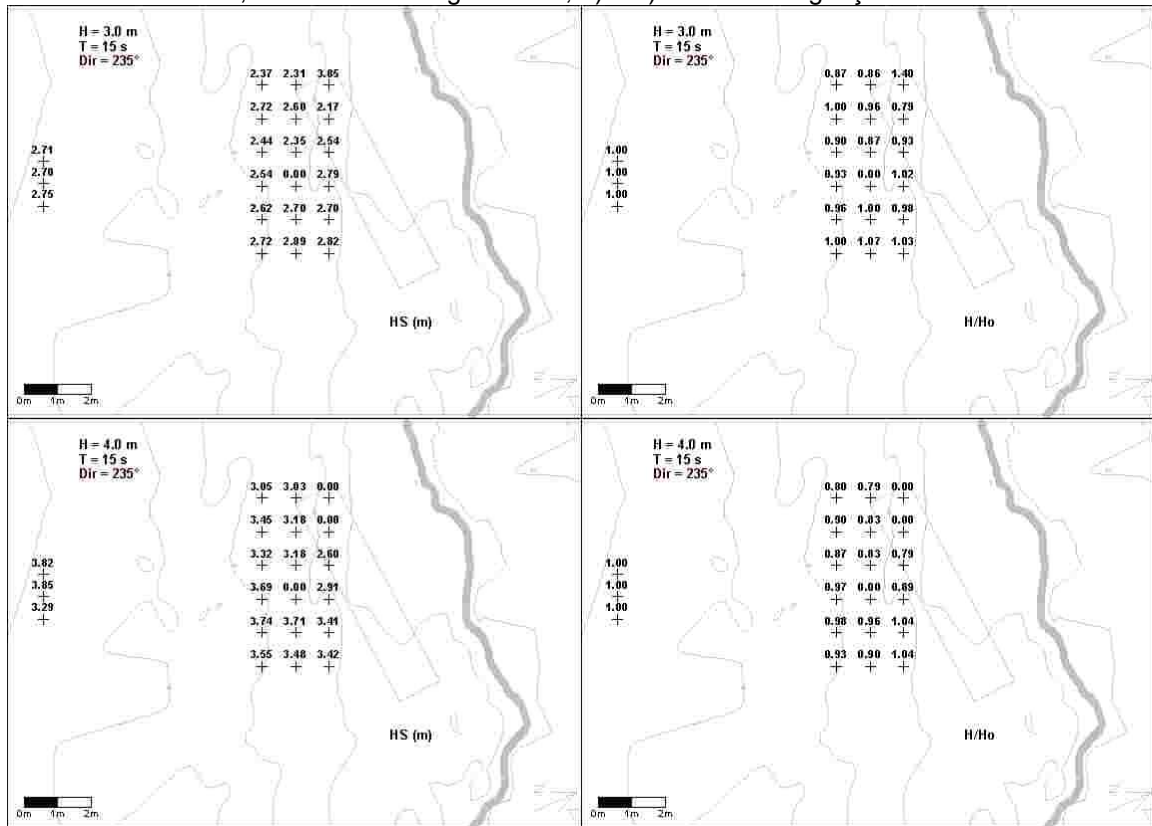 H = 3.0 m
T = 15 s
Dir = 235°
2.37 2.31 3.85
2.72 2.60 2.17
2.44 2.35 2.54
2.71
2.70
2.75
2.54 0.00 2.79
2.62 2.70 2.70
2.72 2.89 2.82
HS (m)
0m 1m 2m
H = 3.0 m
T = 15 s
Dir = 235°
0.87 0.86 1.40
1.00 0.96 0.79
0.90 0.87 0.93
1.00
1.00
1.00
0.93 0.00 1.02
0.96 1.00 0.98
1.00 1.07 1.03
H/Ho
0m 1m 2m
H = 4.0 m
T = 15 s
Dir = 235°
3.05 3.03 0.00
3.45 3.18 0.00
3.32 3.18 2.60
3.82
3.85
3.29
3.69 0.00 2.91
3.74 3.71 3.41
3.55 3.48 3.42
HS (m)
0m 1m 2m
H = 4.0 m
T = 15 s
Dir = 235°
0.80 0.79 0.00
0.90 0.83 0.00
0.87 0.83 0.79
1.00
1.00
1.00
0.97 0.00 0.89
0.98 0.96 1.04
0.93 0.90 1.04
H/Ho
0m 1m 2m